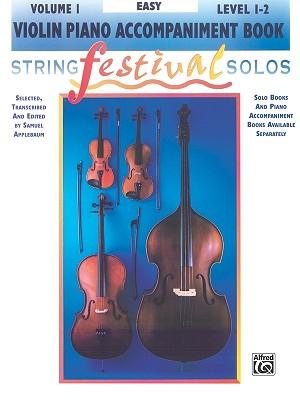 VOLUME I EASY LEVEL I-2
VIOLIN PIANO ACCOMPANIMENT BOOK
STRING festival SOLOS
SELECTED,
TRANSCRIBED
AND EDITED
BY SAMUEL
APPLEBAUM
SOLO BOOKS
AND PIANO
ACCOMPANIMENT
BOOKS AVAILABLE
SEPARATELY
Alfred